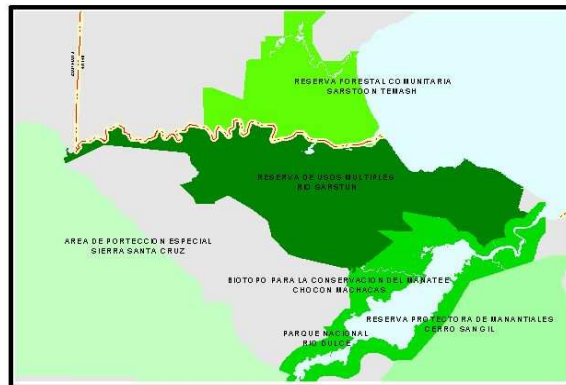 RESERVA FORESTAL COMUNITARIA
SARSTOON TEMASH
RESERVA DE USOS MULTIPLES
RIO SARSTUN
AREA DE PORTECCION ESPECIAL
SIERRA SANTA CRUZ
BIOTOPO PARA LA CONSERVACION DEL MANATEE
CHOCON MACHACAS
RESERVA PROTECTORA DE MANANTIALES
CERRO SAN GIL
PARQUE NACIONAL
RIO DULCE